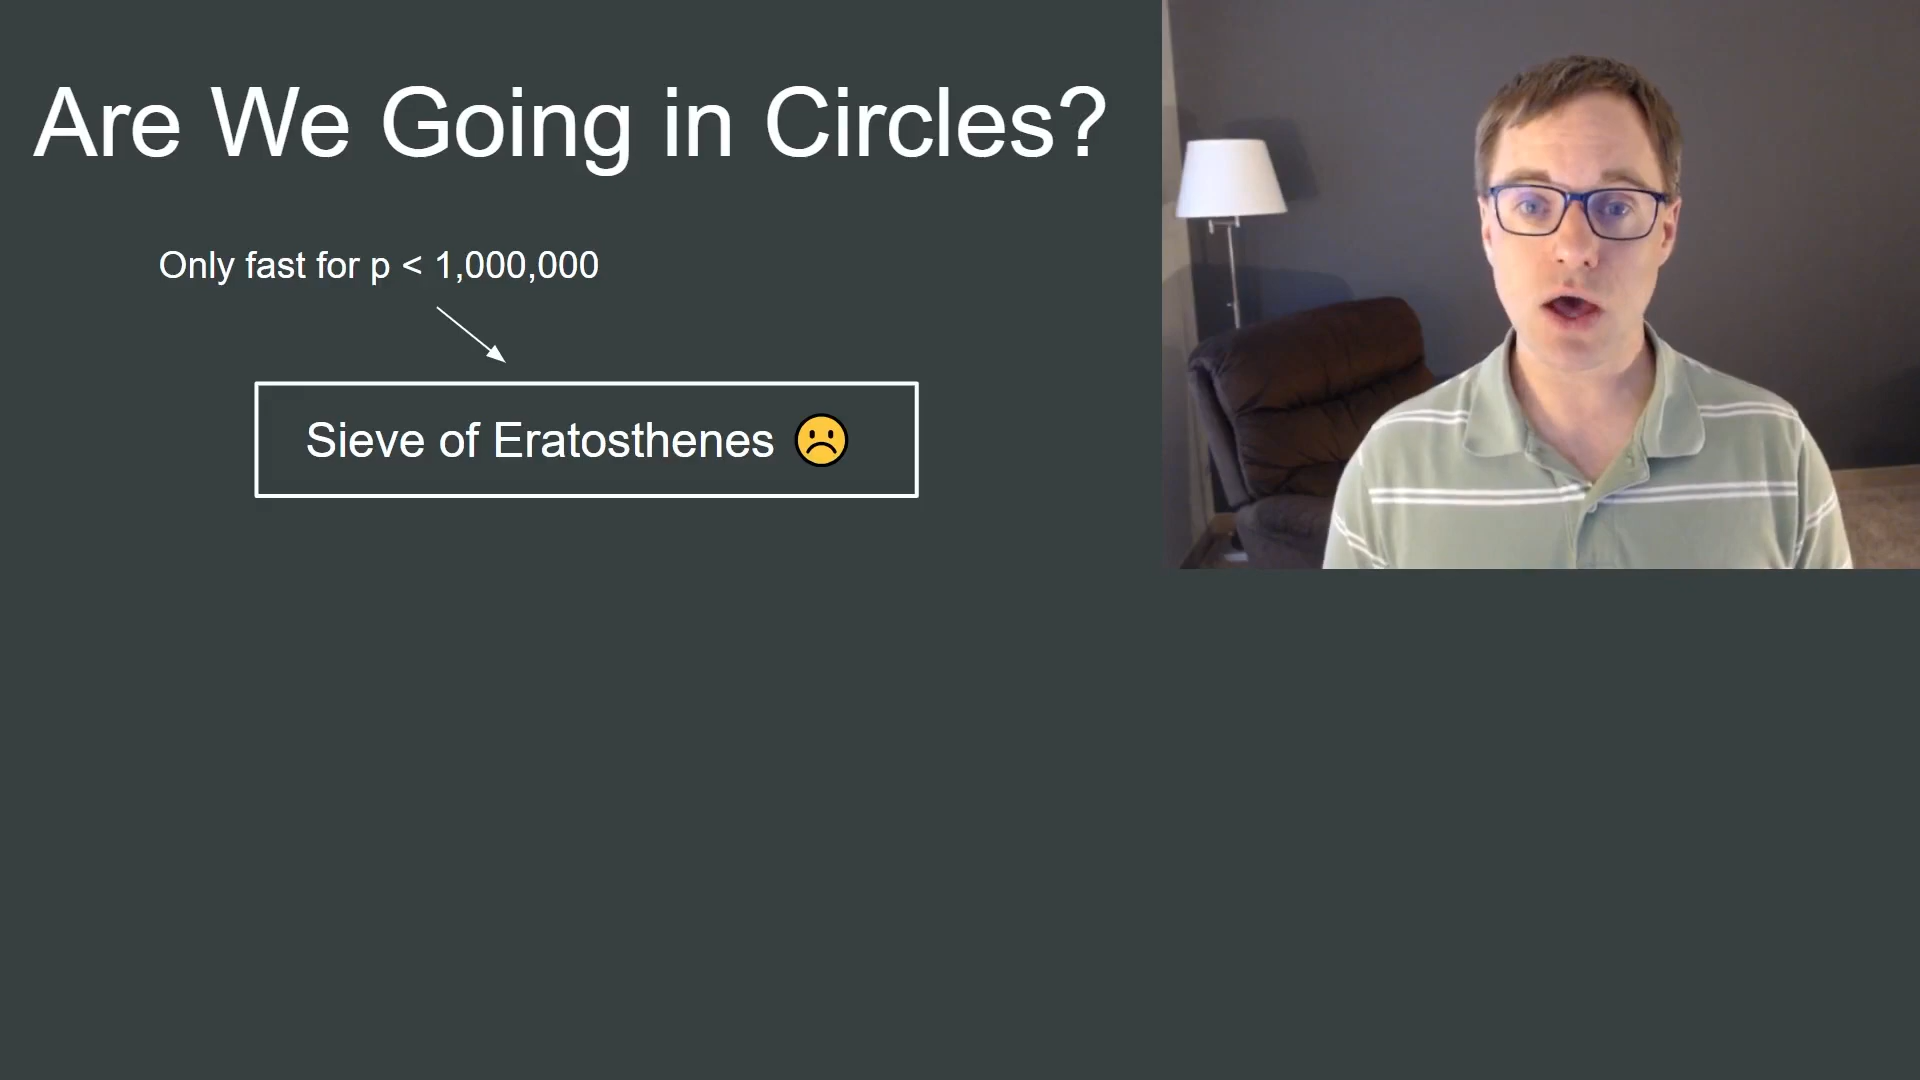 Are We Going in Circles?
Only fast for p < 1,000,000
Sieve of Eratosthenes